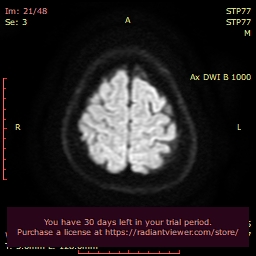 Im: 21/48
Se: 3
A
STP77
STP77
M
Ax DWI B 1000
R
L
You have 30 days left in your trial period.
Purchase a license at https://radiantviewer.com/store/